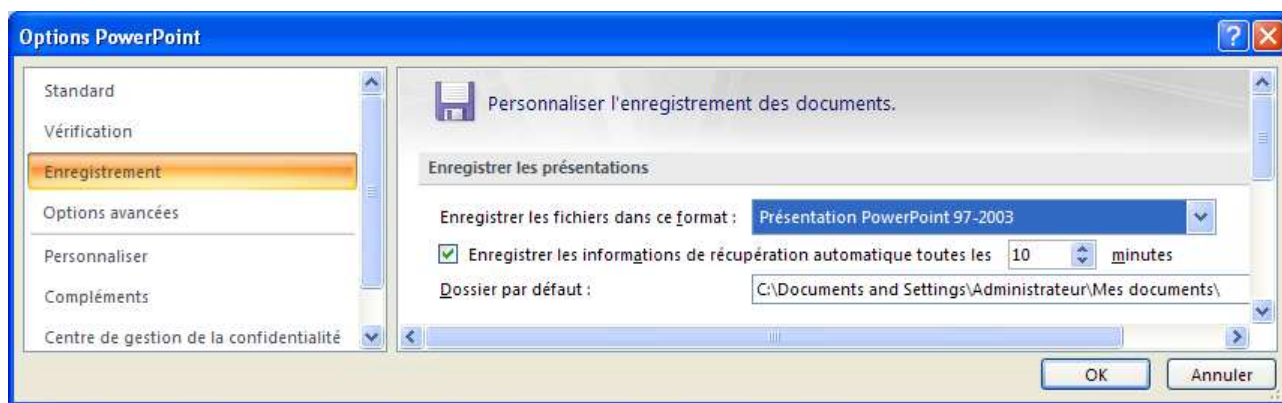 Options PowerPoint
Standard
Vérification
Enregistrement
Options avancées
Personnaliser
Compléments
Centre de gestion de la confidentialité
Personnaliser l'enregistrement des documents.
Enregistrer les présentations
Enregistrer les fichiers dans ce format : Présentation PowerPoint 97-2003
Enregistrer les informations de récupération automatique toutes les 10 minutes
Dossier par défaut : C:\Documents and Settings\Administrateur\Mes documents\
OK Annuler